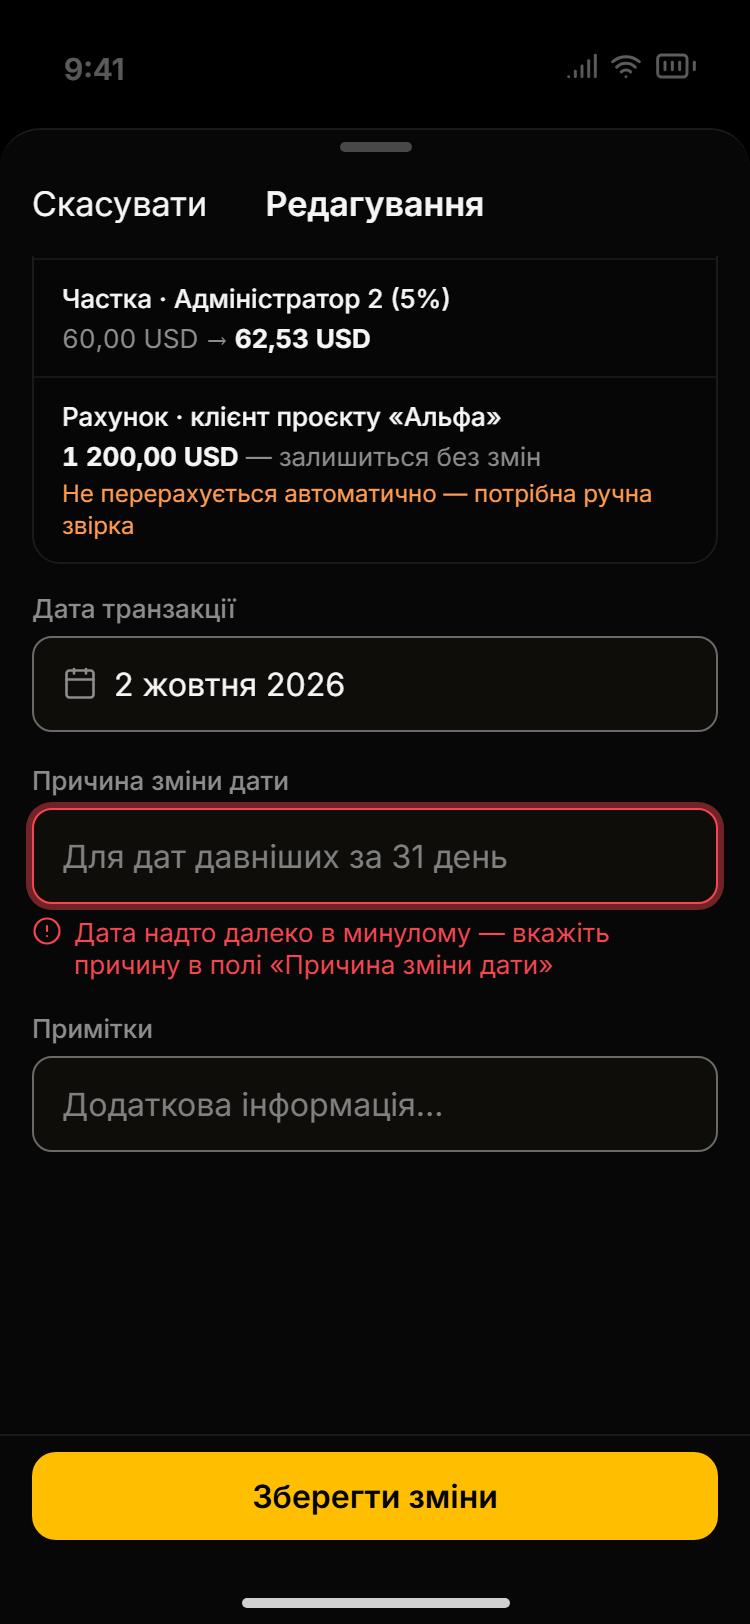 9:41
Скасувати Редагування
Частка · Адміністратор 2 (5%)
60,00 USD → 62,53 USD
Рахунок · клієнт проєкту «Альфа»
1 200,00 USD — залишиться без змін
Не перерахується автоматично — потрібна ручна
звірка
Дата транзакції
2 жовтня 2026
Причина зміни дати
Для дат давніших за 31 день
Дата надто далеко в минулому — вкажіть
причину в полі «Причина зміни дати»
Примітки
Додаткова інформація...
Зберегти зміни